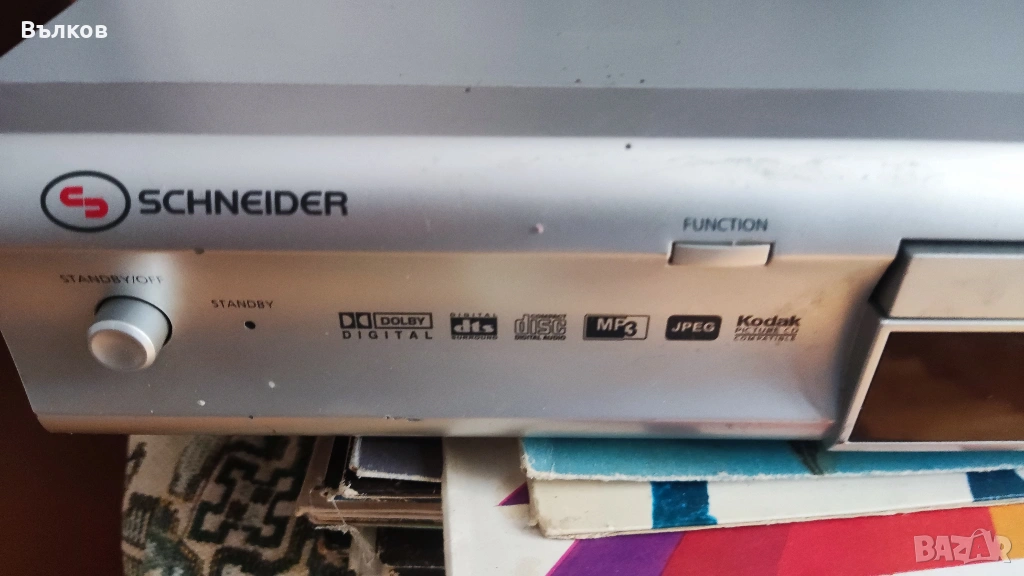 Вълков
SCHNEIDER
FUNCTION
STANDBY/OFF
STANDBY
DOLBY
DIGITAL
DIGITAL
dts
SURROUND
COMPACT
disc
DIGITAL AUDIO
MP3
JPEG
Kodak
PICTURE CD
COMPATIBLE
BAZAR